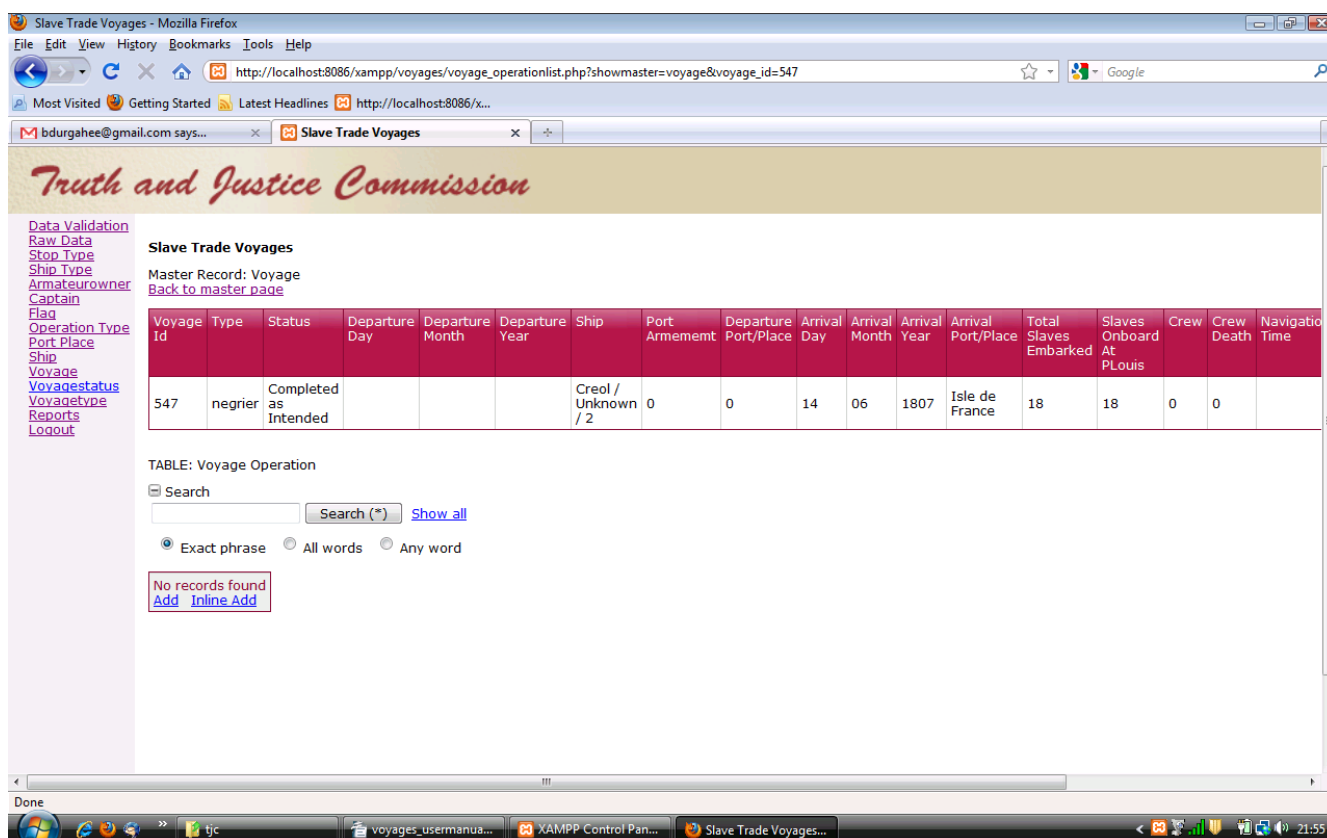 Slave Trade Voyages - Mozilla Firefox
File Edit View History Bookmarks Tools Help
http://localhost:8086/xampp/voyages/voyage_operationlist.php?showmaster=voyage&voyage_id=547
Google
Most Visited Getting Started Latest Headlines http://localhost:8086/x...
bdurgahee@gmail.com says... Slave Trade Voyages
Truth and Justice Commission
Data Validation
Raw Data
Stop Type
Ship Type
Armateurowner
Captain
Flag
Operation Type
Port Place
Ship
Voyage
Voyagestatus
Voyagetype
Reports
Logout
Slave Trade Voyages
Master Record: Voyage
Back to master page
Voyage Type Status Departure Departure Departure Ship Port Departure Arrival Arrival Arrival Arrival Total Slaves Crew Crew Navigatio
Id Day Month Year Armememt Port/Place Day Month Year Port/Place Slaves Onboard Death Time
Embarked At
PLouis
Completed Creol /
547 negrier as Unknown 0 0 14 06 1807 Isle de 18 18 0 0
Intended / 2 France
TABLE: Voyage Operation
Search
Search (*) Show all
Exact phrase All words Any word
No records found
Add Inline Add
Done
tjc voyages_usermanua... XAMPP Control Pan... Slave Trade Voyages... 21:55